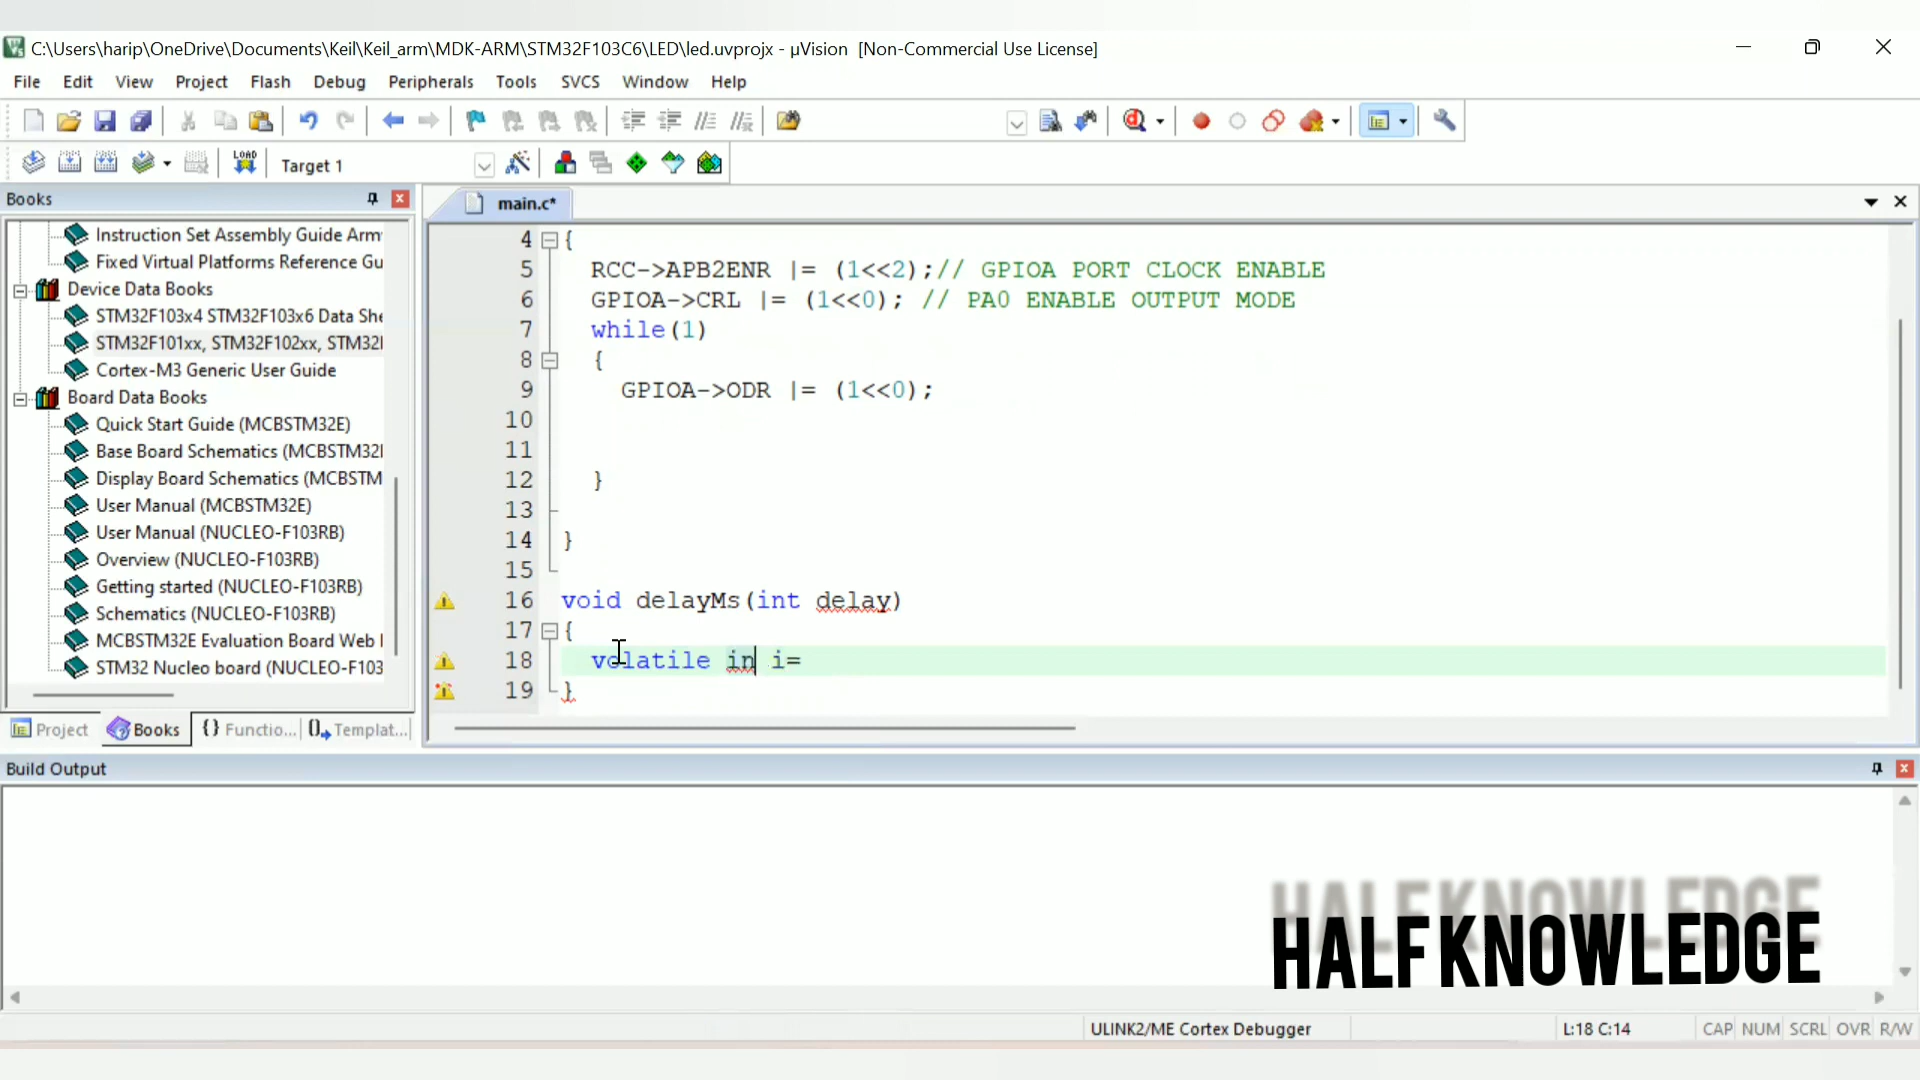 C:\Users\harip\OneDrive\Documents\Keil\Keil_arm\MDK-ARM\STM32F103C6\LED\led.uvprojx - µVision [Non-Commercial Use License]
File Edit View Project Flash Debug Peripherals Tools SVCS Window Help
LOAD Target 1
Books
main.c*
Instruction Set Assembly Guide Arm
Fixed Virtual Platforms Reference Gu
Device Data Books
STM32F103x4 STM32F103x6 Data She
STM32F101xx, STM32F102xx, STM32
Cortex-M3 Generic User Guide
Board Data Books
Quick Start Guide (MCBSTM32E)
Base Board Schematics (MCBSTM32
Display Board Schematics (MCBSTM
User Manual (MCBSTM32E)
User Manual (NUCLEO-F103RB)
Overview (NUCLEO-F103RB)
Getting started (NUCLEO-F103RB)
Schematics (NUCLEO-F103RB)
MCBSTM32E Evaluation Board Web
STM32 Nucleo board (NUCLEO-F103
Project Books {} Functio... Templat...
4 {
5 RCC->APB2ENR |= (1<<2);// GPIOA PORT CLOCK ENABLE
6 GPIOA->CRL |= (1<<0); // PA0 ENABLE OUTPUT MODE
7 while(1)
8 {
9 GPIOA->ODR |= (1<<0);
10
11
12 }
13
14 }
15
16 void delayMs(int delay)
17 {
18 volatile in i=
19 }
Build Output
HALF KNOWLEDGE
ULINK2/ME Cortex Debugger L:18 C:14 CAP NUM SCRL OVR R/W